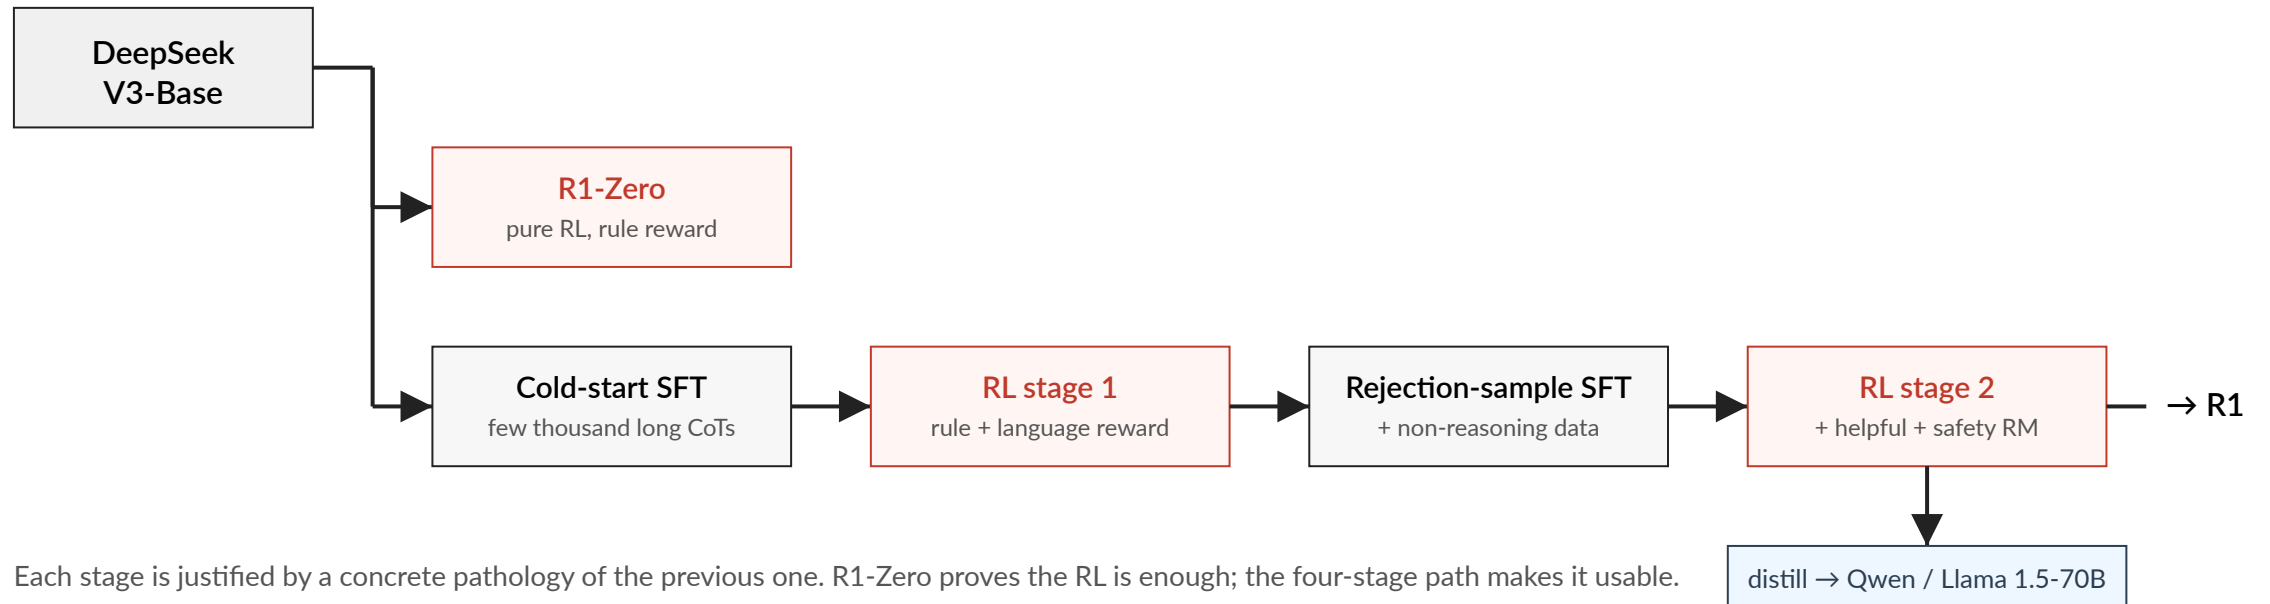 DeepSeek
V3-Base
R1-Zero
pure RL, rule reward
Cold-start SFT
few thousand long CoTs
RL stage 1
rule + language reward
Rejection-sample SFT
+ non-reasoning data
RL stage 2
+ helpful + safety RM
→ R1
Each stage is justified by a concrete pathology of the previous one. R1-Zero proves the RL is enough; the four-stage path makes it usable.
distill → Qwen / Llama 1.5-70B